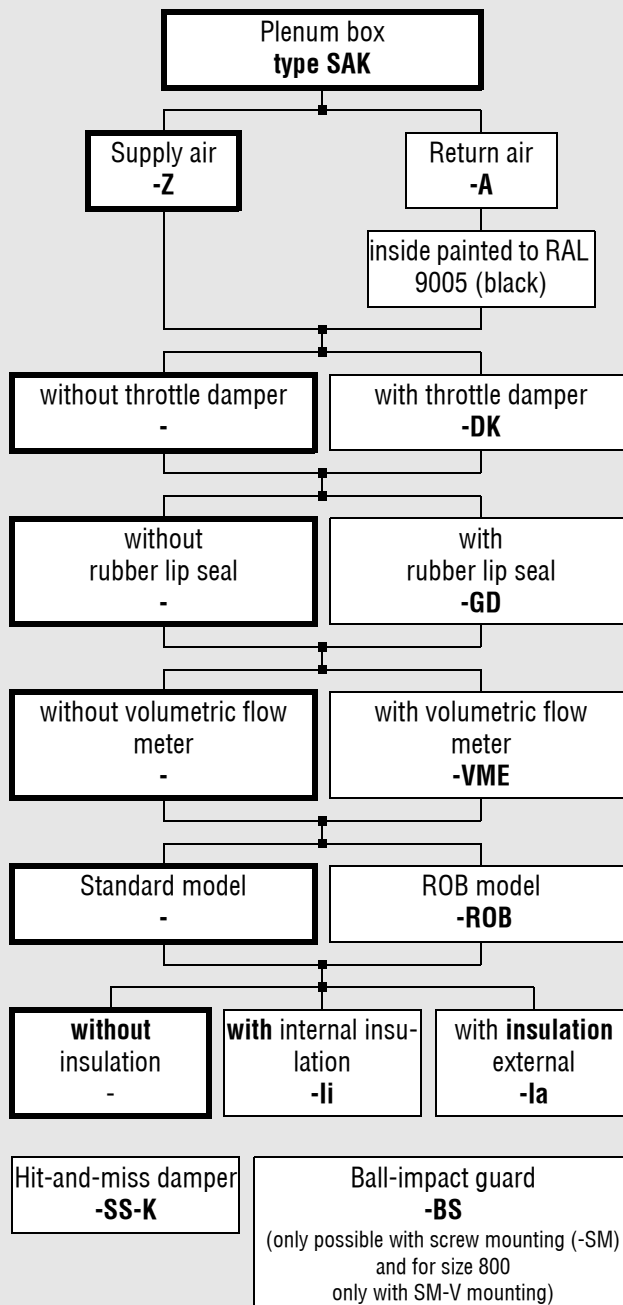 Plenum box
type SAK
Supply air
-Z
Return air
-A
inside painted to RAL
9005 (black)
without throttle damper
-
with throttle damper
-DK
without
rubber lip seal
-
with
rubber lip seal
-GD
without volumetric flow
meter
-
with volumetric flow
meter
-VME
Standard model
-
ROB model
-ROB
without
insulation
-
with internal insu-
lation
-Ii
with insulation
external
-Ia
Hit-and-miss damper
-SS-K
Ball-impact guard
-BS
(only possible with screw mounting (-SM)
and for size 800
only with SM-V mounting)